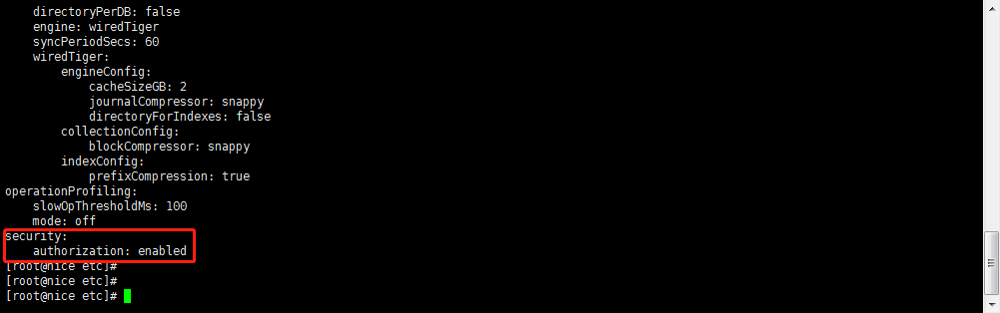 directoryPerDB: false
engine: wiredTiger
syncPeriodSecs: 60
wiredTiger:
engineConfig:
cacheSizeGB: 2
journalCompressor: snappy
directoryForIndexes: false
collectionConfig:
blockCompressor: snappy
indexConfig:
prefixCompression: true
operationProfiling:
slowOpThresholdMs: 100
mode: off
security:
authorization: enabled
[root@nice etc]#
[root@nice etc]#
[root@nice etc]#